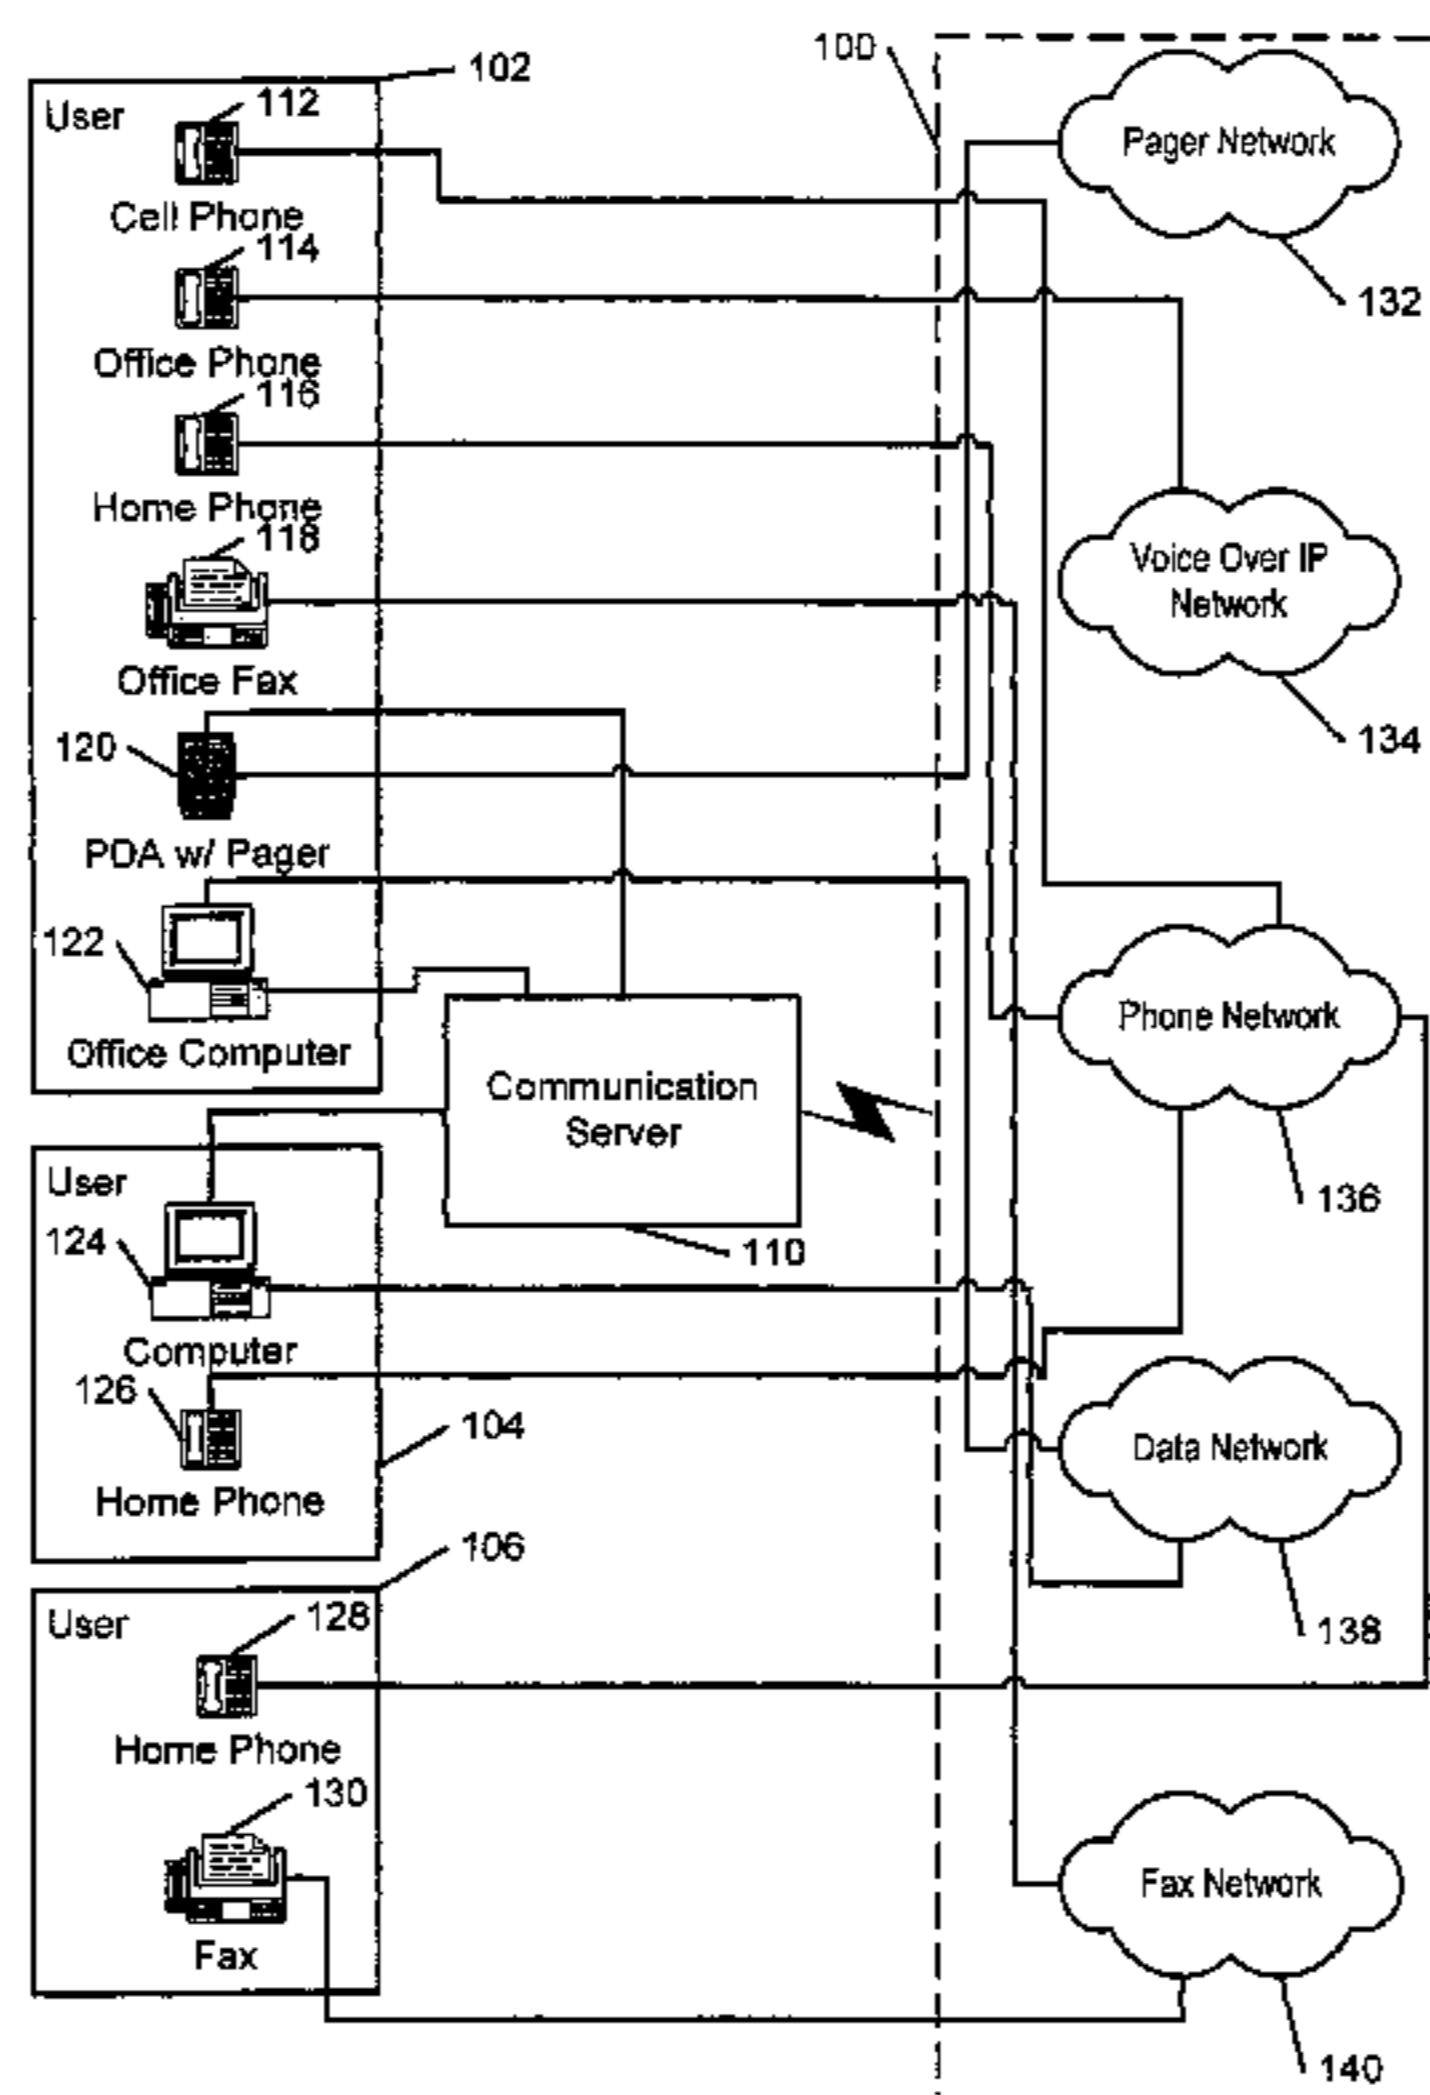 100
102
User
112
Cell Phone
114
Office Phone
116
Home Phone
118
Office Fax
120
PDA w/ Pager
122
Office Computer
Communication
Server
110
User
124
Computer
126
Home Phone
104
106
User
128
Home Phone
130
Fax
Pager Network
132
Voice Over IP
Network
134
Phone Network
136
Data Network
138
Fax Network
140